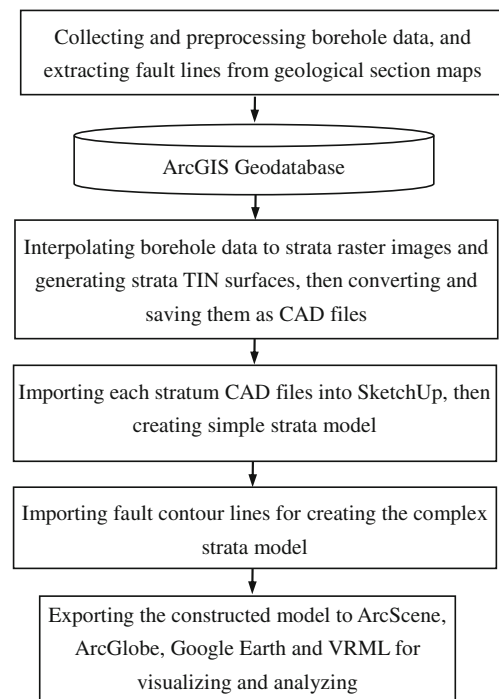 Collecting and preprocessing borehole data, and
extracting fault lines from geological section maps
ArcGIS Geodatabase
Interpolating borehole data to strata raster images and
generating strata TIN surfaces, then converting and
saving them as CAD files
Importing each stratum CAD files into SketchUp, then
creating simple strata model
Importing fault contour lines for creating the complex
strata model
Exporting the constructed model to ArcScene,
ArcGlobe, Google Earth and VRML for
visualizing and analyzing